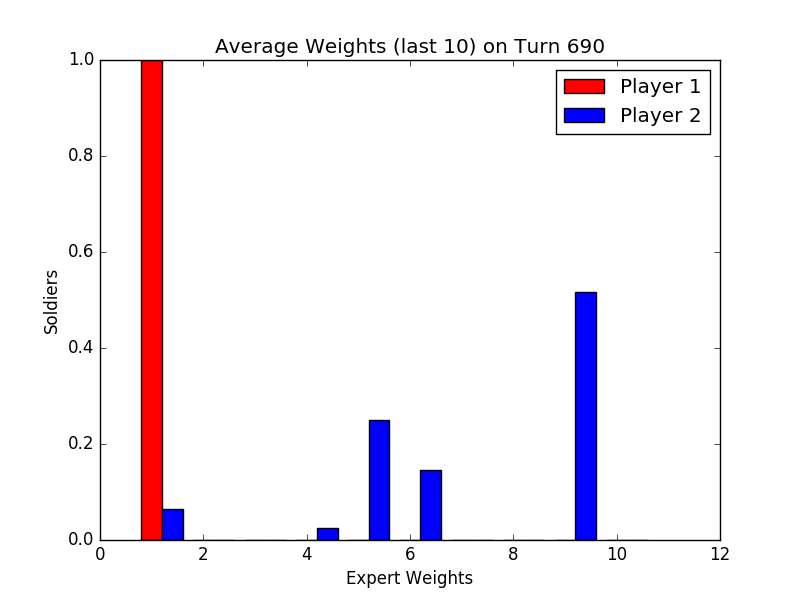 Average Weights (last 10) on Turn 690
Player 1
Player 2
1.0
0.8
0.6
0.4
0.2
0.0
Soldiers
0 2 4 6 8 10 12
Expert Weights